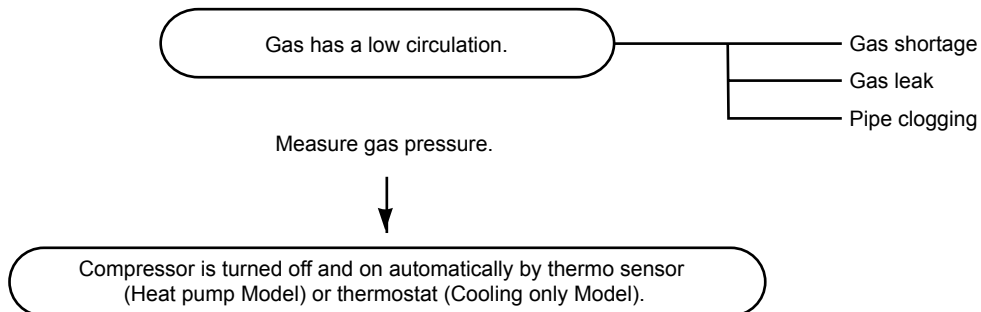 Gas has a low circulation.
Gas shortage
Gas leak
Pipe clogging
Measure gas pressure.
Compressor is turned off and on automatically by thermo sensor
(Heat pump Model) or thermostat (Cooling only Model).